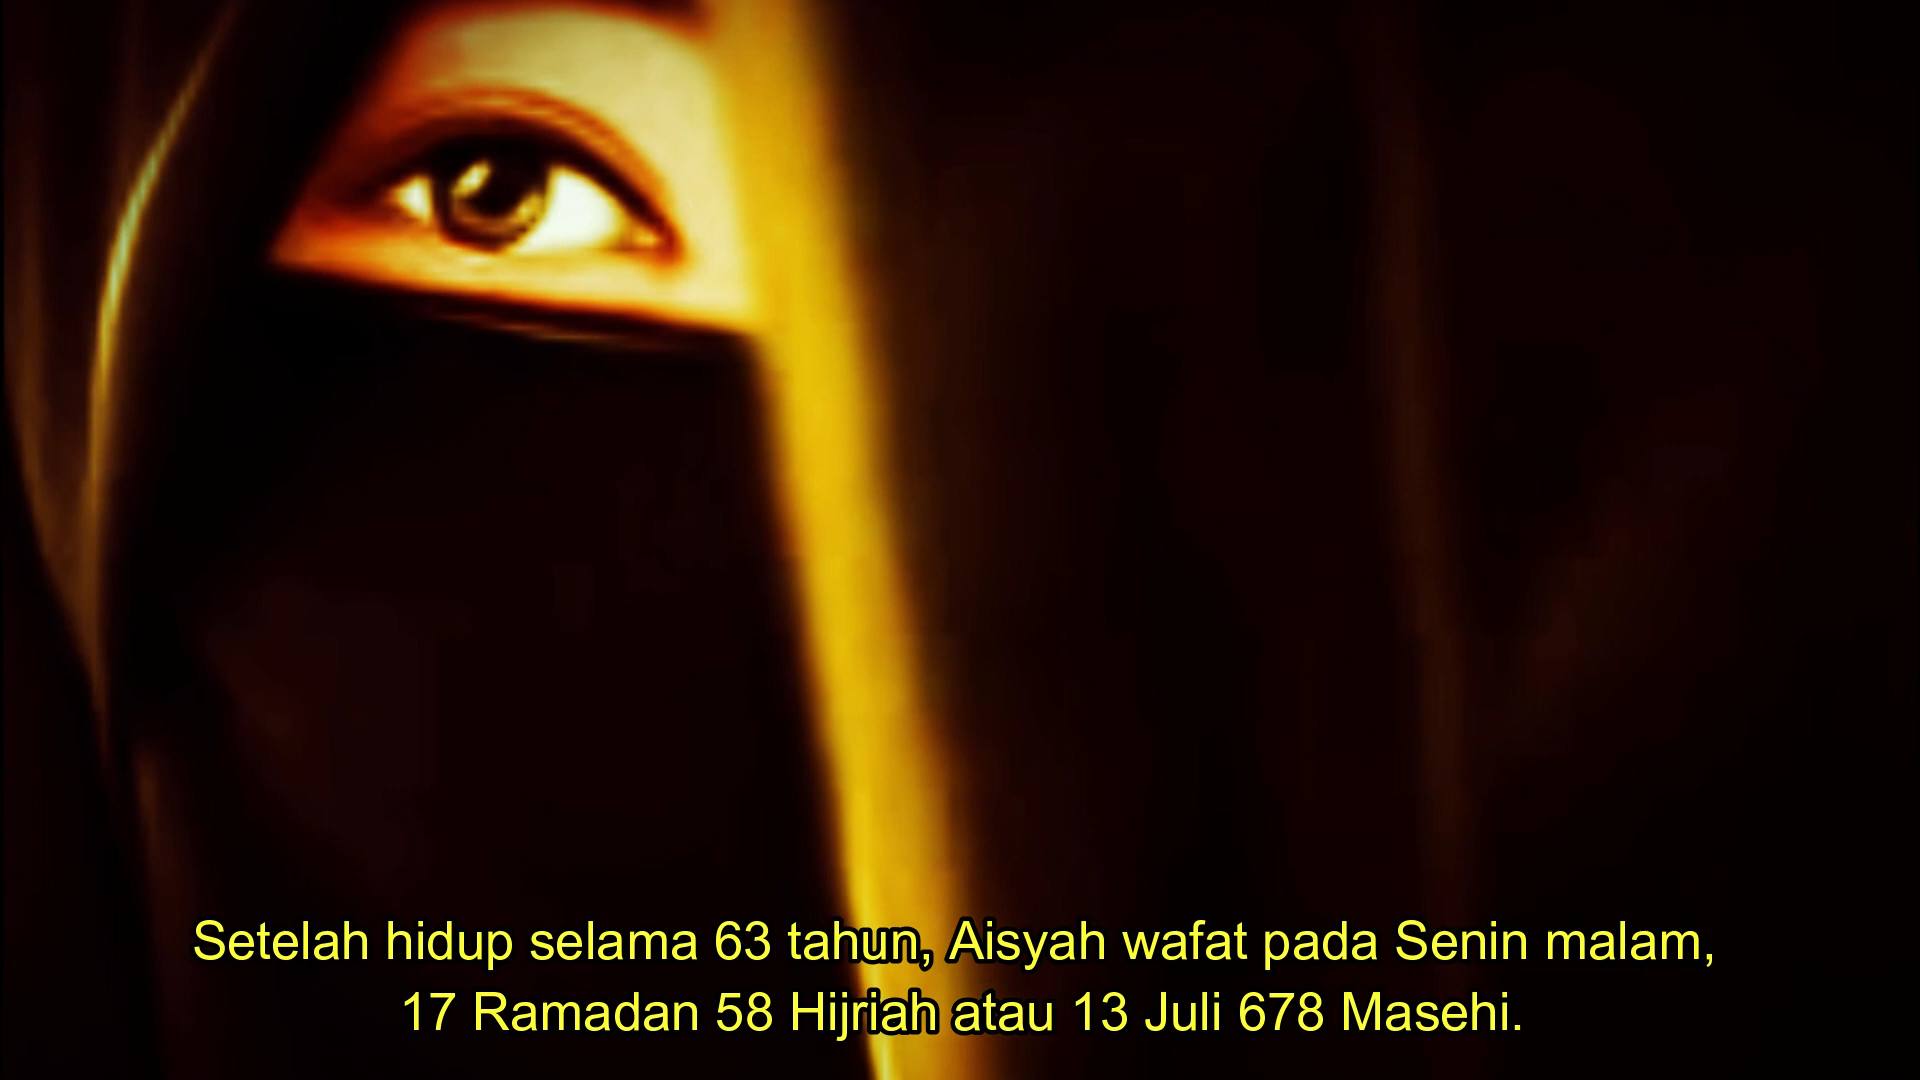 Setelah hidup selama 63 tahun, Aisyah wafat pada Senin malam,
17 Ramadan 58 Hijriah atau 13 Juli 678 Masehi.